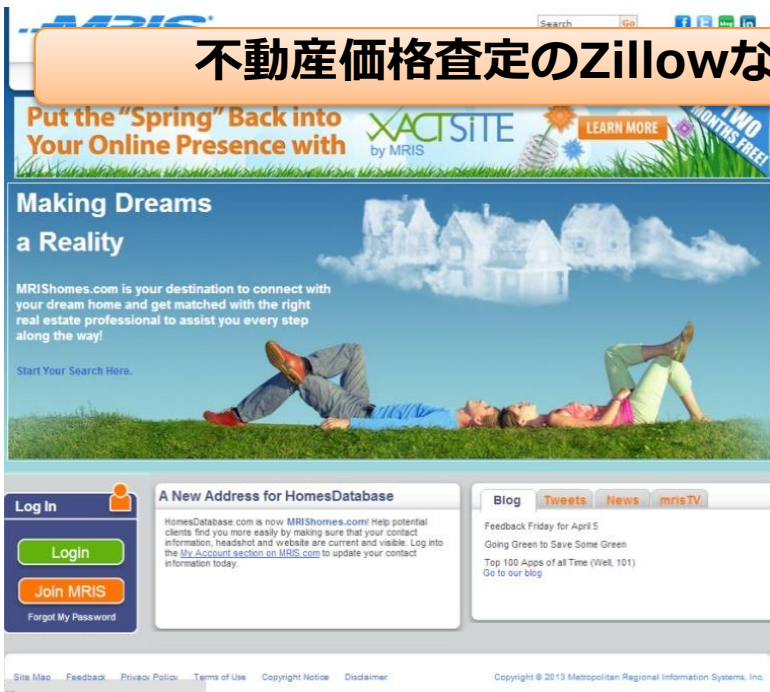 MRIS
Search Go
不動産価格査定のZillowな
Put the "Spring" Back into
Your Online Presence with
XACTSiTE
by MRIS
LEARN MORE
TWO
MONTHS FREE!
Making Dreams
a Reality
MRIShomes.com is your destination to connect with
your dream home and get matched with the right
real estate professional to assist you every step
along the way!
Start Your Search Here.
Log In
Login
Join MRIS
Forgot My Password
A New Address for HomesDatabase
HomesDatabase.com is now MRIShomes.com! Help potential
clients find you more easily by making sure that your contact
information, headshot and website are current and visible. Log into
the My Account section on MRIS.com to update your contact
information today.
Blog Tweets News mrisTV
Feedback Friday for April 5
Going Green to Save Some Green
Top 100 Apps of all Time (Well, 101)
Go to our blog
Site Map Feedback Privacy Policy Terms of Use Copyright Notice Disclaimer
Copyright © 2013 Metropolitan Regional Information Systems, Inc.